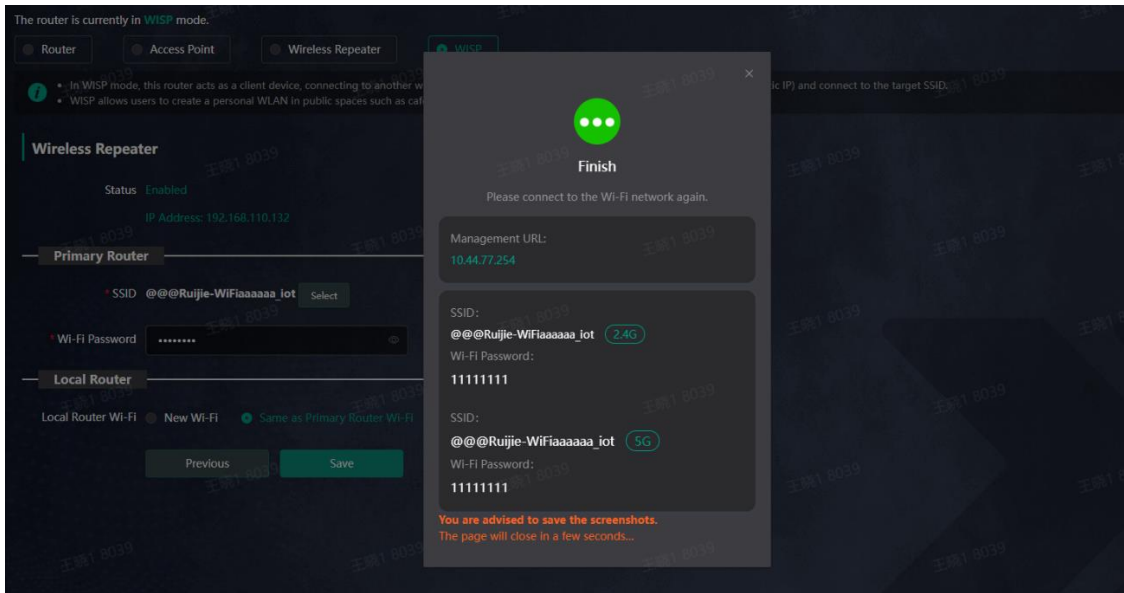 The router is currently in WISP mode.
Router Access Point Wireless Repeater WISP
• In WISP mode, this router acts as a client device, connecting to another w ic IP) and connect to the target SSID.
• WISP allows users to create a personal WLAN in public spaces such as caf
Wireless Repeater
Status Enabled
IP Address: 192.168.110.132
Primary Router
* SSID @@@Ruijie-WiFiaaaaaa_iot Select
* Wi-Fi Password ••••••••
Local Router
Local Router Wi-Fi New Wi-Fi Same as Primary Router Wi-Fi
Previous Save
×
Finish
Please connect to the Wi-Fi network again.
Management URL:
10.44.77.254
SSID:
@@@Ruijie-WiFiaaaaaa_iot 2.4G
Wi-Fi Password:
11111111
SSID:
@@@Ruijie-WiFiaaaaaa_iot 5G
Wi-Fi Password:
11111111
You are advised to save the screenshots.
The page will close in a few seconds...